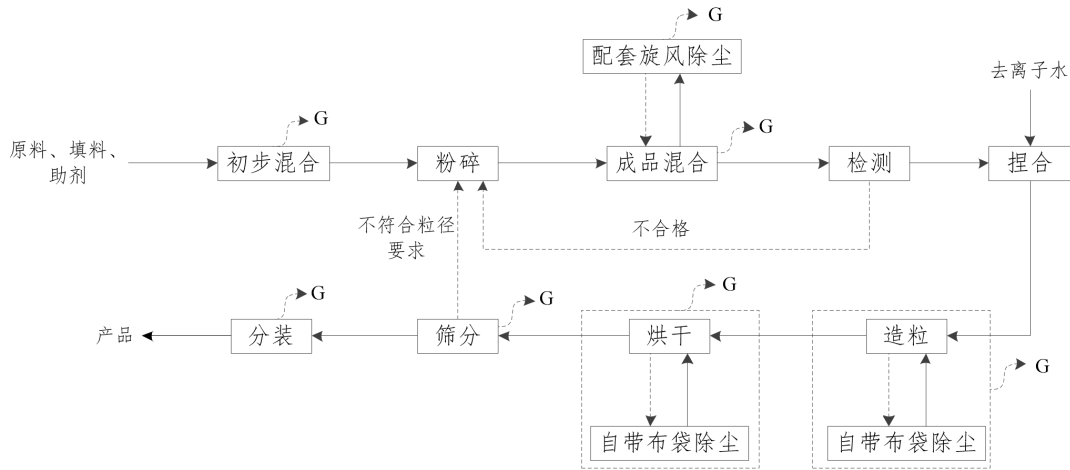 G
配套旋风除尘
去离子水
G
G
原料、填料、
助剂
初步混合
粉碎
成品混合
检测
捏合
不符合粒径
要求
不合格
G
G
G
产品
分装
筛分
烘干
造粒
G
自带布袋除尘
自带布袋除尘